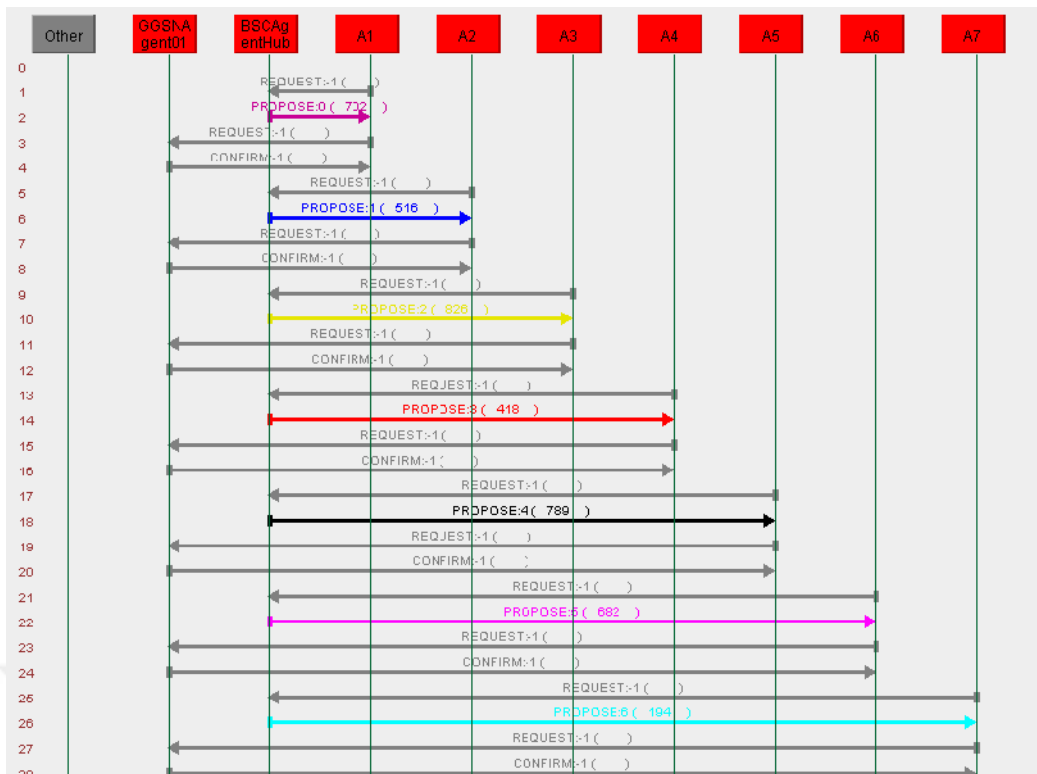 Other
GGSNA
gent01
BSCAg
entHub
A1
A2
A3
A4
A5
A6
A7
0
REQUEST:-1 ( )
1
PROPOSE:0 ( 702 )
2
REQUEST:-1 ( )
3
CONFIRM:-1 ( )
4
REQUEST:-1 ( )
5
PROPOSE:1 ( 516 )
6
REQUEST:-1 ( )
7
CONFIRM:-1 ( )
8
REQUEST:-1 ( )
9
PROPOSE:2 ( 826 )
10
REQUEST:-1 ( )
11
CONFIRM:-1 ( )
12
REQUEST:-1 ( )
13
PROPOSE:3 ( 418 )
14
REQUEST:-1 ( )
15
CONFIRM:-1 ( )
16
REQUEST:-1 ( )
17
PROPOSE:4 ( 789 )
18
REQUEST:-1 ( )
19
CONFIRM:-1 ( )
20
REQUEST:-1 ( )
21
PROPOSE:5 ( 682 )
22
REQUEST:-1 ( )
23
CONFIRM:-1 ( )
24
REQUEST:-1 ( )
25
PROPOSE:6 ( 194 )
26
REQUEST:-1 ( )
27
CONFIRM:-1 ( )
28